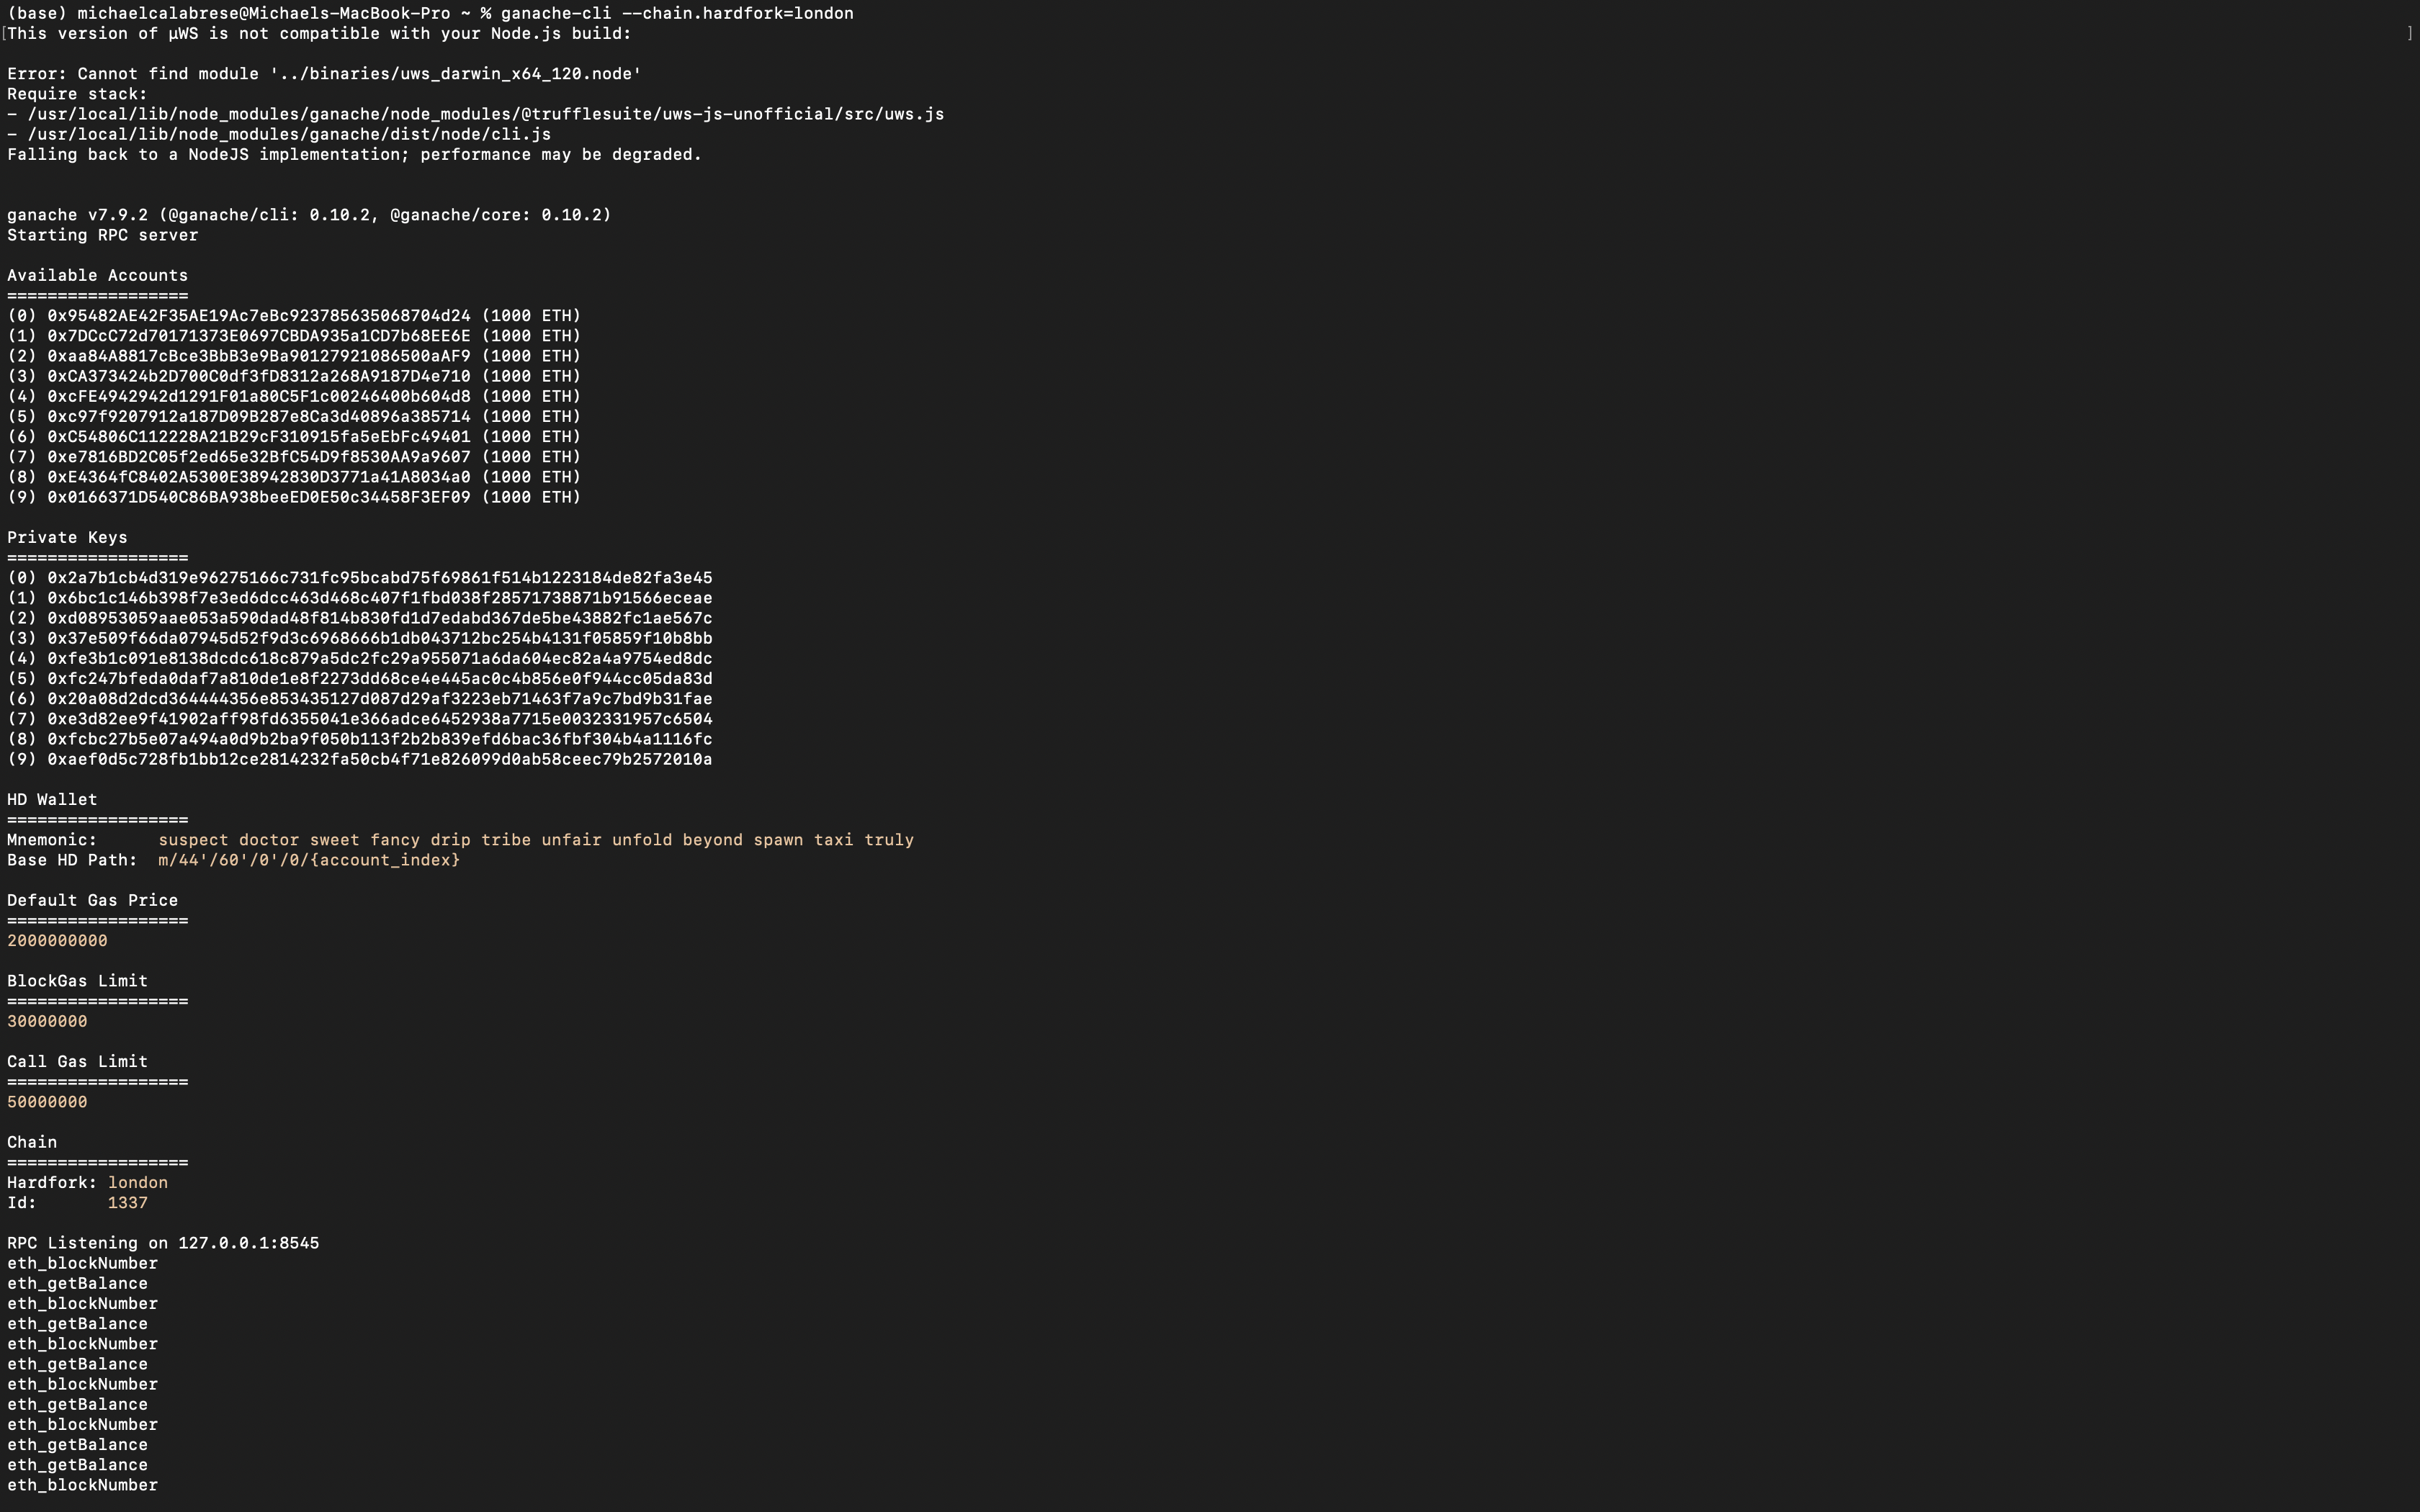 (base) michaelcalabrese@Michaels-MacBook-Pro ~ % ganache-cli --chain.hardfork=london
[This version of µWS is not compatible with your Node.js build: ]
Error: Cannot find module '../binaries/uws_darwin_x64_120.node'
Require stack:
- /usr/local/lib/node_modules/ganache/node_modules/@trufflesuite/uws-js-unofficial/src/uws.js
- /usr/local/lib/node_modules/ganache/dist/node/cli.js
Falling back to a NodeJS implementation; performance may be degraded.
ganache v7.9.2 (@ganache/cli: 0.10.2, @ganache/core: 0.10.2)
Starting RPC server
Available Accounts
==================
(0) 0x95482AE42F35AE19Ac7eBc923785635068704d24 (1000 ETH)
(1) 0x7DCcC72d70171373E0697CBDA935a1CD7b68EE6E (1000 ETH)
(2) 0xaa84A8817cBce3BbB3e9Ba90127921086500aAF9 (1000 ETH)
(3) 0xCA373424b2D700C0df3fD8312a268A9187D4e710 (1000 ETH)
(4) 0xcFE4942942d1291F01a80C5F1c00246400b604d8 (1000 ETH)
(5) 0xc97f9207912a187D09B287e8Ca3d40896a385714 (1000 ETH)
(6) 0xC54806C112228A21B29cF310915fa5eEbFc49401 (1000 ETH)
(7) 0xe7816BD2C05f2ed65e32BfC54D9f8530AA9a9607 (1000 ETH)
(8) 0xE4364fC8402A5300E38942830D3771a41A8034a0 (1000 ETH)
(9) 0x0166371D540C86BA938beeED0E50c34458F3EF09 (1000 ETH)
Private Keys
==================
(0) 0x2a7b1cb4d319e96275166c731fc95bcabd75f69861f514b1223184de82fa3e45
(1) 0x6bc1c146b398f7e3ed6dcc463d468c407f1fbd038f28571738871b91566eceae
(2) 0xd08953059aae053a590dad48f814b830fd1d7edabd367de5be43882fc1ae567c
(3) 0x37e509f66da07945d52f9d3c6968666b1db043712bc254b4131f05859f10b8bb
(4) 0xfe3b1c091e8138dcdc618c879a5dc2fc29a955071a6da604ec82a4a9754ed8dc
(5) 0xfc247bfeda0daf7a810de1e8f2273dd68ce4e445ac0c4b856e0f944cc05da83d
(6) 0x20a08d2dcd364444356e853435127d087d29af3223eb71463f7a9c7bd9b31fae
(7) 0xe3d82ee9f41902aff98fd6355041e366adce6452938a7715e0032331957c6504
(8) 0xfcbc27b5e07a494a0d9b2ba9f050b113f2b2b839efd6bac36fbf304b4a1116fc
(9) 0xaef0d5c728fb1bb12ce2814232fa50cb4f71e826099d0ab58ceec79b2572010a
HD Wallet
==================
Mnemonic: suspect doctor sweet fancy drip tribe unfair unfold beyond spawn taxi truly
Base HD Path: m/44'/60'/0'/0/{account_index}
Default Gas Price
==================
2000000000
BlockGas Limit
==================
30000000
Call Gas Limit
==================
50000000
Chain
==================
Hardfork: london
Id: 1337
RPC Listening on 127.0.0.1:8545
eth_blockNumber
eth_getBalance
eth_blockNumber
eth_getBalance
eth_blockNumber
eth_getBalance
eth_blockNumber
eth_getBalance
eth_blockNumber
eth_getBalance
eth_getBalance
eth_blockNumber